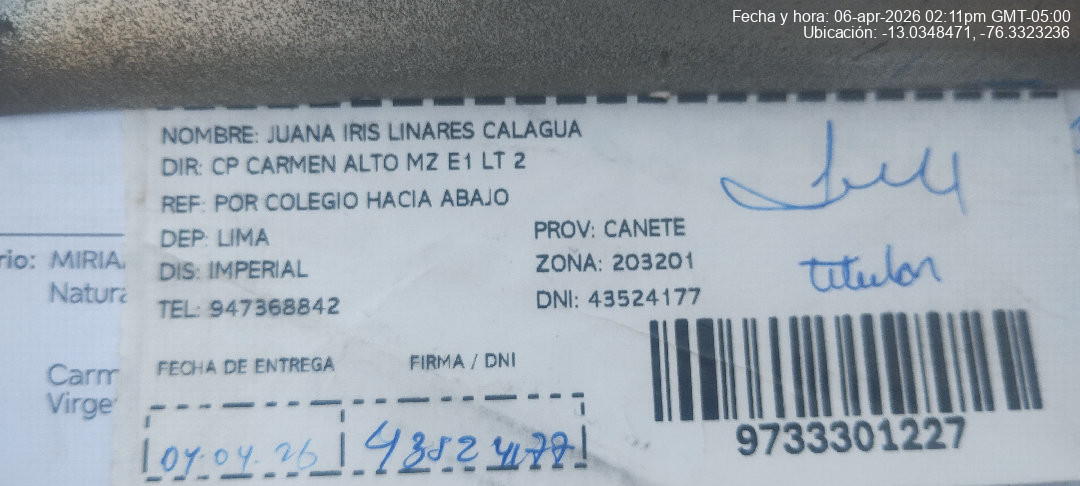 Fecha y hora: 06-apr-2026 02:11pm GMT-05:00
Ubicación: -13.0348471, -76.3323236
NOMBRE: JUANA IRIS LINARES CALAGUA
DIR: CP CARMEN ALTO MZ E1 LT 2
REF: POR COLEGIO HACIA ABAJO
DEP: LIMA
PROV: CANETE
DIS: IMPERIAL
ZONA: 203201
TEL: 947368842
DNI: 43524177
titular
FECHA DE ENTREGA
FIRMA / DNI
04.04.26
43524177
9733301227
rio: MIRIA
Natura
Carm
Virge